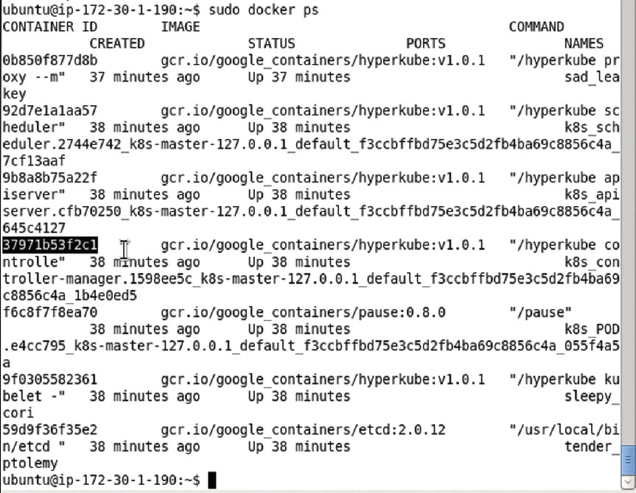 ubuntu@ip-172-30-1-190:~$ sudo docker ps
CONTAINER ID        IMAGE                                       COMMAND
           CREATED             STATUS              PORTS               NAMES
0b850f877d8b        gcr.io/google_containers/hyperkube:v1.0.1   "/hyperkube pr
oxy --m"   37 minutes ago      Up 37 minutes                           sad_lea
key
92d7e1a1aa57        gcr.io/google_containers/hyperkube:v1.0.1   "/hyperkube sc
heduler"   38 minutes ago      Up 38 minutes                           k8s_sch
eduler.2744e742_k8s-master-127.0.0.1_default_f3ccbffbd75e3c5d2fb4ba69c8856c4a_
7cf13aaf
9b8a8b75a22f        gcr.io/google_containers/hyperkube:v1.0.1   "/hyperkube ap
iserver"   38 minutes ago      Up 38 minutes                           k8s_api
server.cfb70250_k8s-master-127.0.0.1_default_f3ccbffbd75e3c5d2fb4ba69c8856c4a_
645c4127
37971b53f2c1        gcr.io/google_containers/hyperkube:v1.0.1   "/hyperkube co
ntrolle"   38 minutes ago      Up 38 minutes                           k8s_con
troller-manager.1598ee5c_k8s-master-127.0.0.1_default_f3ccbffbd75e3c5d2fb4ba69
c8856c4a_1b4e0ed5
f6c8f7f8ea70        gcr.io/google_containers/pause:0.8.0        "/pause"
           38 minutes ago      Up 38 minutes                           k8s_POD
.e4cc795_k8s-master-127.0.0.1_default_f3ccbffbd75e3c5d2fb4ba69c8856c4a_055f4a5
a
9f0305582361        gcr.io/google_containers/hyperkube:v1.0.1   "/hyperkube ku
belet -"   38 minutes ago      Up 38 minutes                           sleepy_
cori
59d9f36f35e2        gcr.io/google_containers/etcd:2.0.12        "/usr/local/bi
n/etcd "   38 minutes ago      Up 38 minutes                           tender_
ptolemy
ubuntu@ip-172-30-1-190:~$